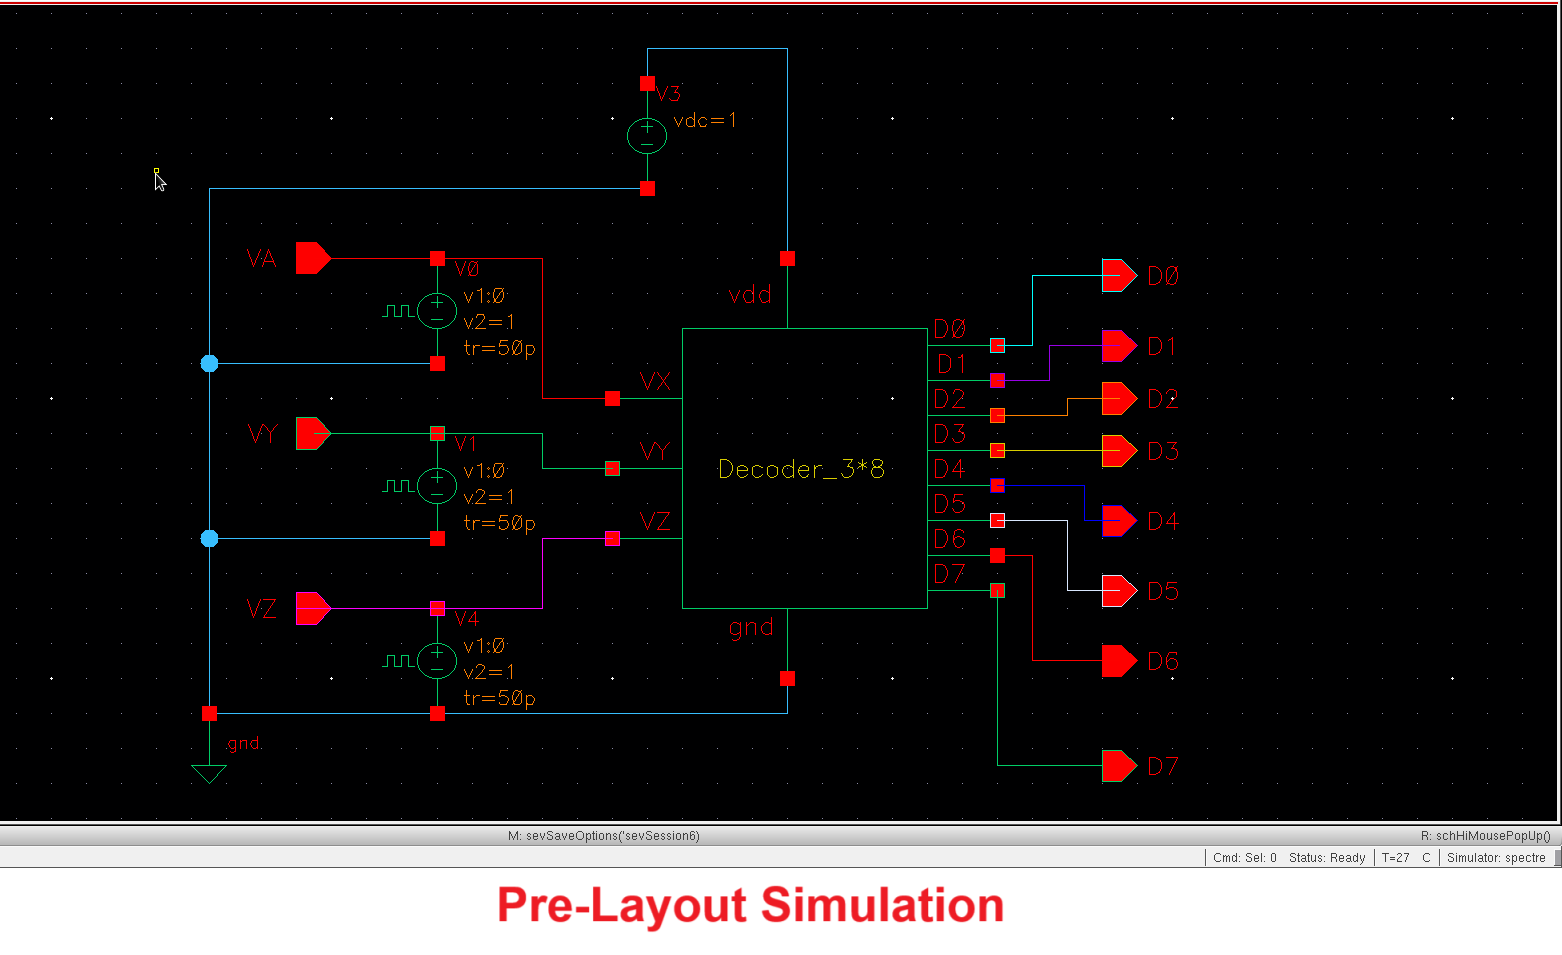 V3
vdc=1
VA
V0
v1:0
v2=1
tr=50p
vdd
D0
D0
D1
D1
VX
D2
D2
VY
V1
v1:0
v2=1
tr=50p
VY
D3
D3
Decoder_3*8
D4
D5
D4
VZ
D6
D7
D5
VZ
V4
v1:0
v2=1
tr=50p
gnd
D6
gnd
D7
M: sevSaveOptions('sevSession6)
R: schHiMousePopUp()
Cmd: Sel: 0 Status: Ready T=27 C Simulator: spectre
Pre-Layout Simulation